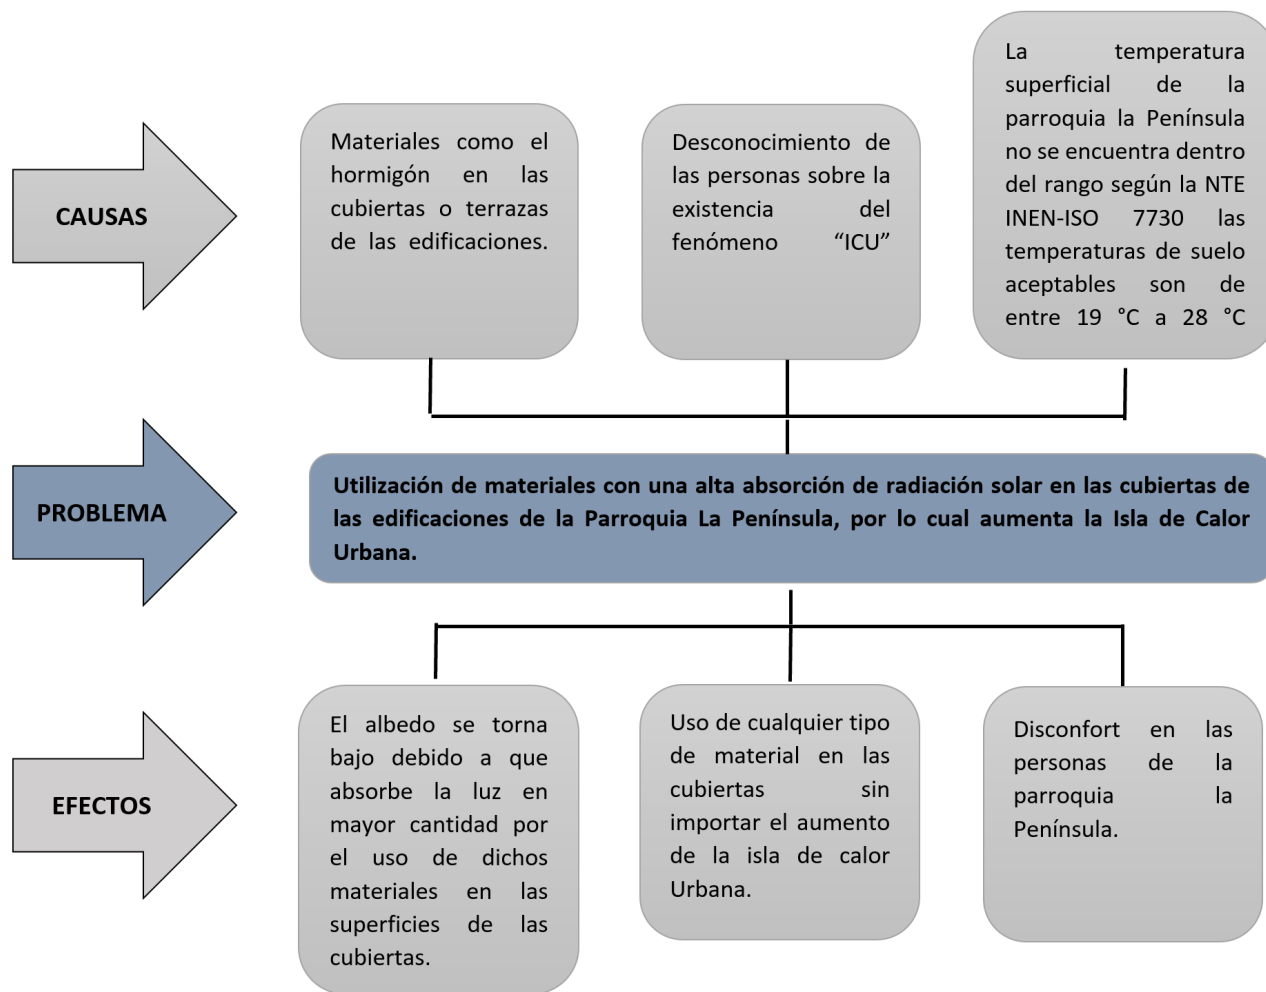 CAUSAS
Materiales como el
hormigón en las
cubiertas o terrazas
de las edificaciones.
Desconocimiento de
las personas sobre la
existencia del
fenómeno “ICU”
La temperatura
superficial de la
parroquia la Península
no se encuentra dentro
del rango según la NTE
INEN-ISO 7730 las
temperaturas de suelo
aceptables son de
entre 19 °C a 28 °C
PROBLEMA
Utilización de materiales con una alta absorción de radiación solar en las cubiertas de
las edificaciones de la Parroquia La Península, por lo cual aumenta la Isla de Calor
Urbana.
EFECTOS
El albedo se torna
bajo debido a que
absorbe la luz en
mayor cantidad por
el uso de dichos
materiales en las
superficies de las
cubiertas.
Uso de cualquier tipo
de material en las
cubiertas sin
importar el aumento
de la isla de calor
Urbana.
Disconfort en las
personas de la
parroquia la
Península.